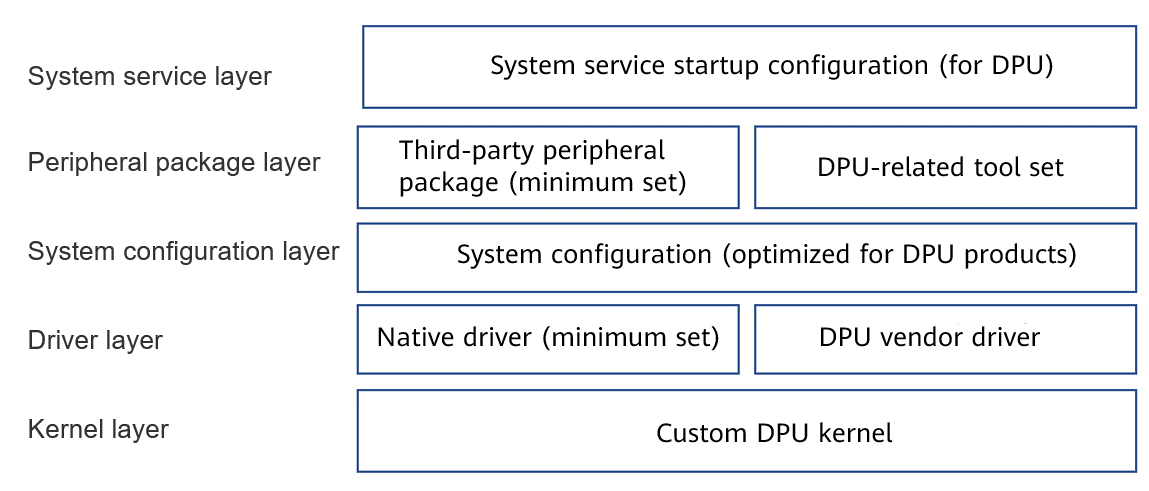 System service layer
System service startup configuration (for DPU)
Peripheral package layer
Third-party peripheral
package (minimum set)
DPU-related tool set
System configuration layer
System configuration (optimized for DPU products)
Driver layer
Native driver (minimum set)
DPU vendor driver
Kernel layer
Custom DPU kernel